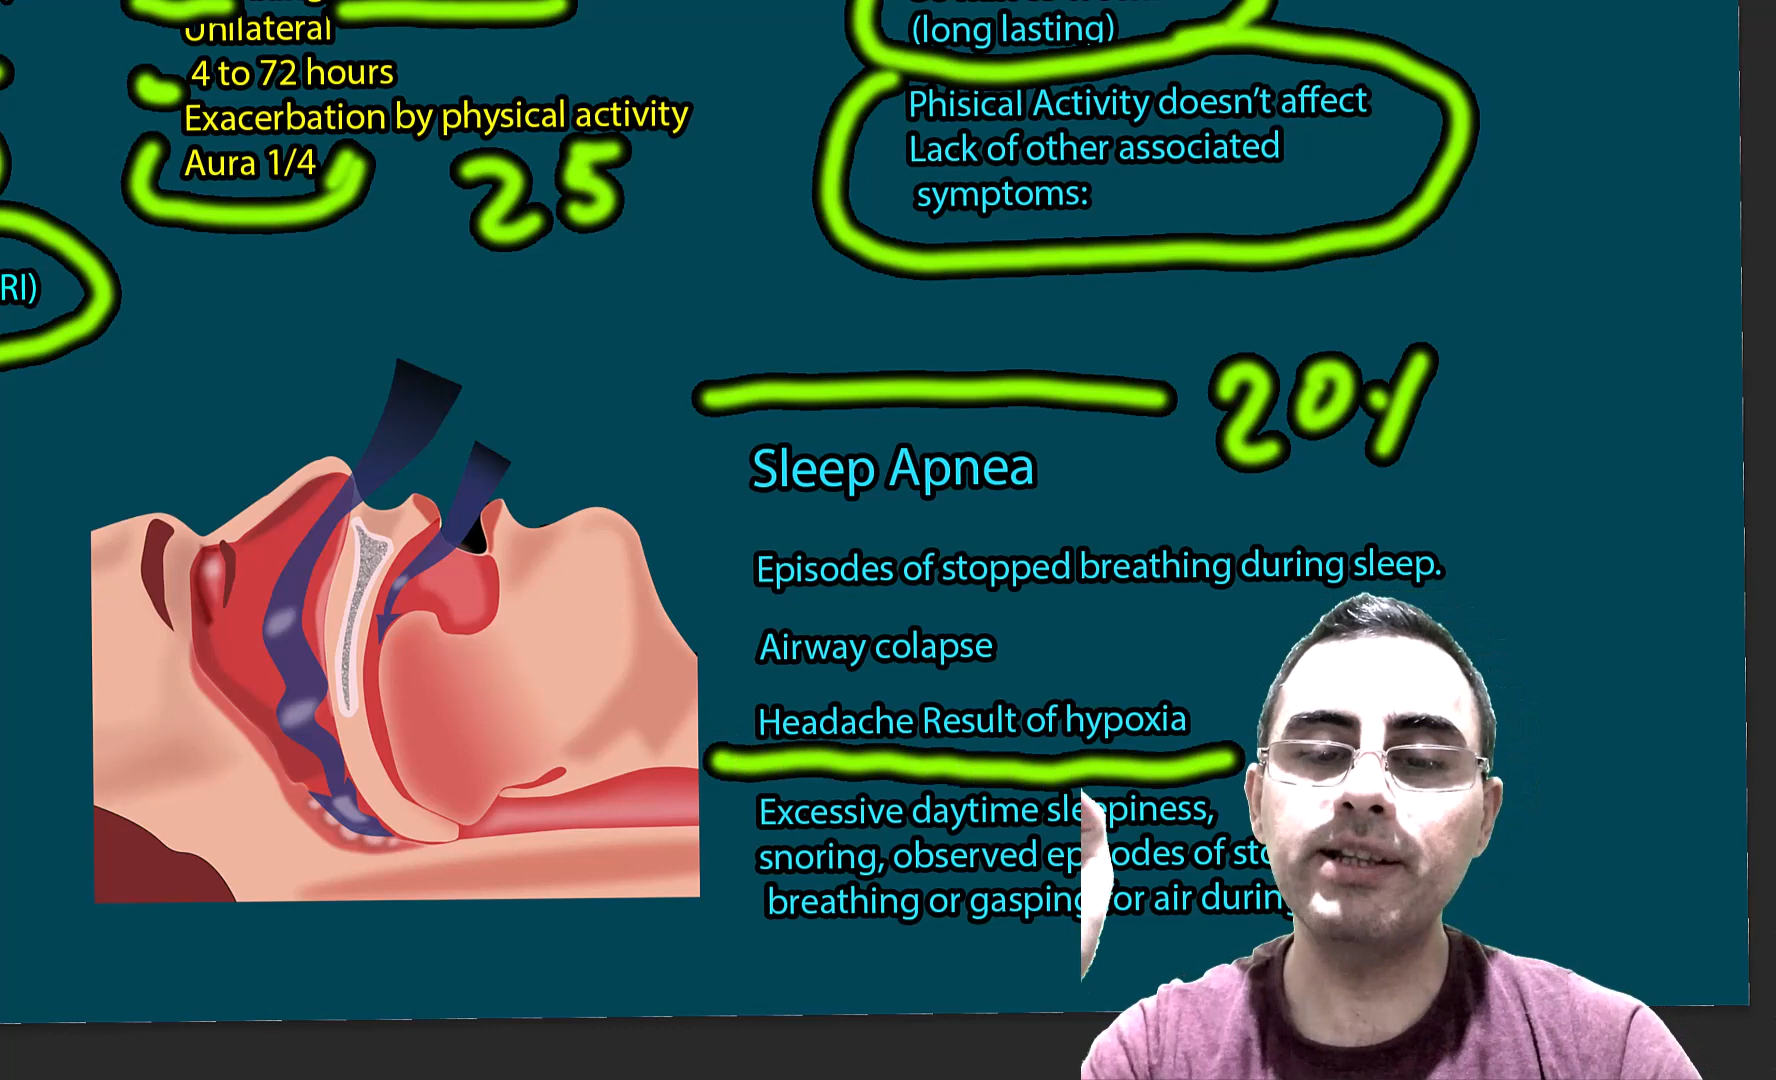 Unilateral
4 to 72 hours
Exacerbation by physical activity
Aura 1/4
25
RI)
(long lasting)
Phisical Activity doesn't affect
Lack of other associated
symptoms:
20%
Sleep Apnea
Episodes of stopped breathing during sleep.
Airway colapse
Headache Result of hypoxia
Excessive daytime sleepiness,
snoring, observed episodes of
breathing or gasping for air during